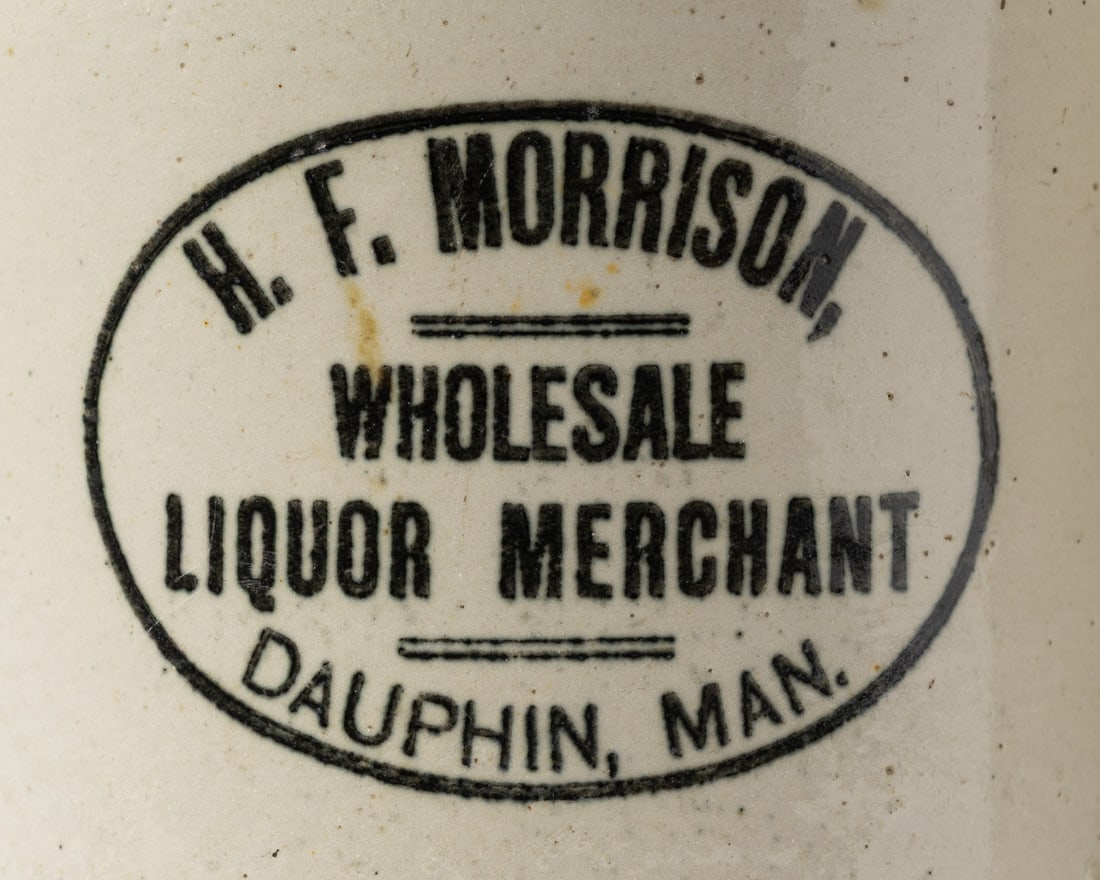 H. F. MORRISON,
WHOLESALE
LIQUOR MERCHANT
DAUPHIN, MAN.